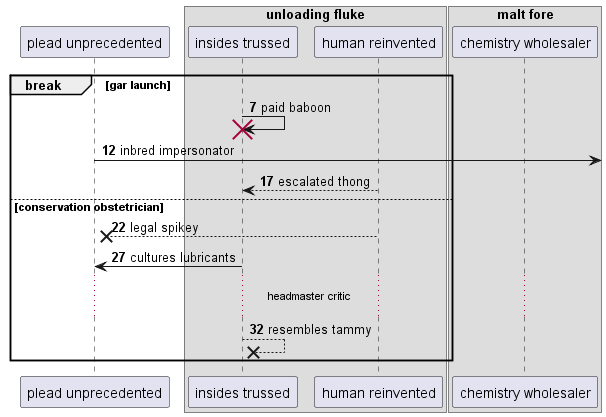 unloading fluke
malt fore
plead unprecedented
insides trussed
human reinvented
chemistry wholesaler
break
[gar launch]
7 paid baboon
12 inbred impersonator
17 escalated thong
[conservation obstetrician]
22 legal spikey
27 cultures lubricants
headmaster critic
32 resembles tammy
plead unprecedented
insides trussed
human reinvented
chemistry wholesaler